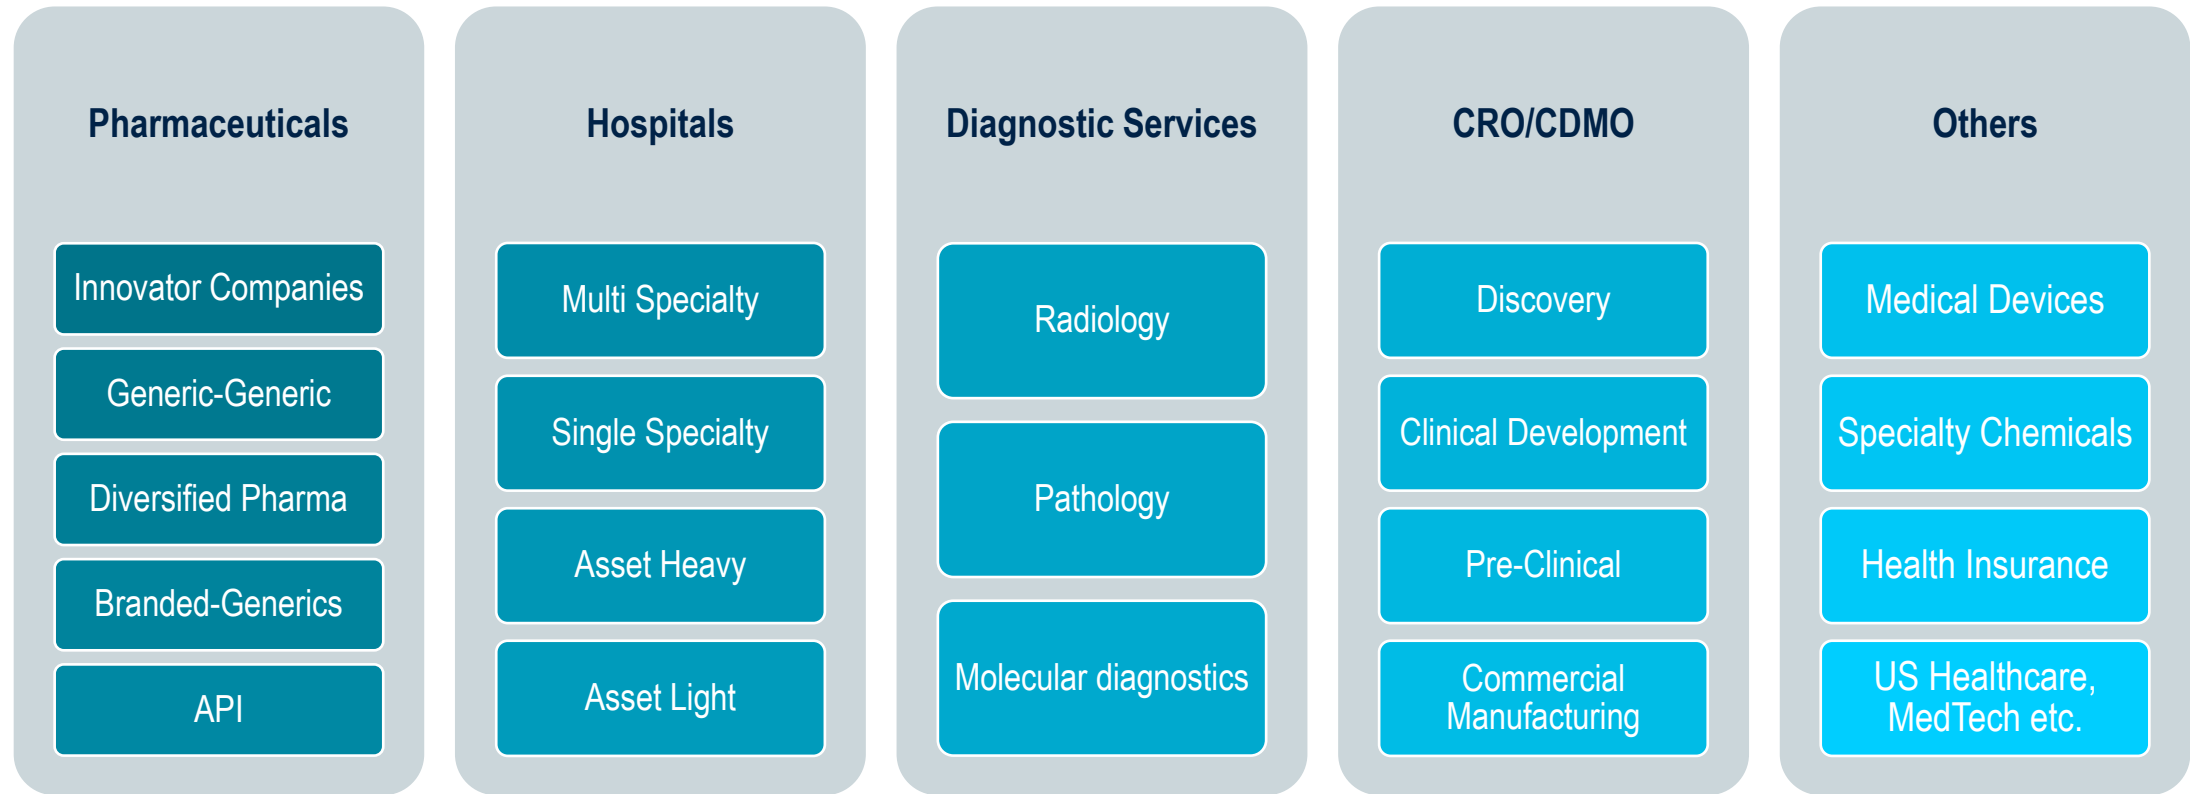 Pharmaceuticals
Innovator Companies
Generic-Generic
Diversified Pharma
Branded-Generics
API
Hospitals
Multi Specialty
Single Specialty
Asset Heavy
Asset Light
Diagnostic Services
Radiology
Pathology
Molecular diagnostics
CRO/CDMO
Discovery
Clinical Development
Pre-Clinical
Commercial
Manufacturing
Others
Medical Devices
Specialty Chemicals
Health Insurance
US Healthcare,
MedTech etc.